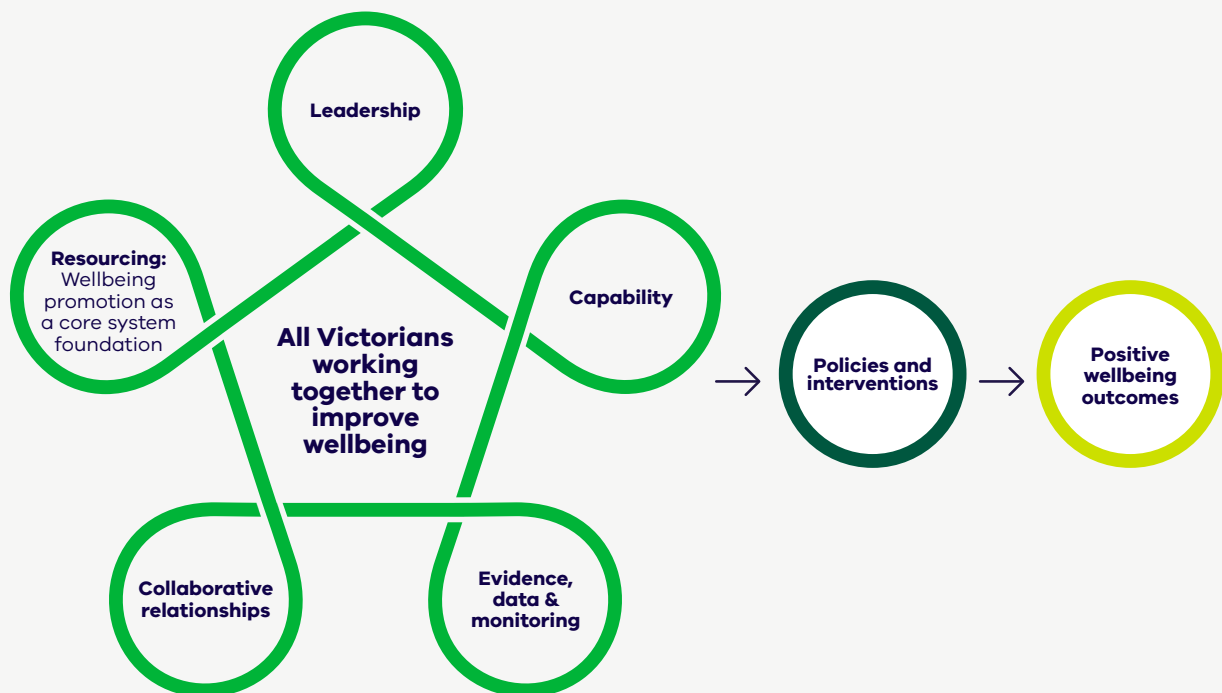 Leadership
Resourcing:
Wellbeing
promotion as
a core system
foundation
Capability
All Victorians
working
together to
improve
wellbeing
Policies and
interventions
Positive
wellbeing
outcomes
Collaborative
relationships
Evidence,
data &
monitoring